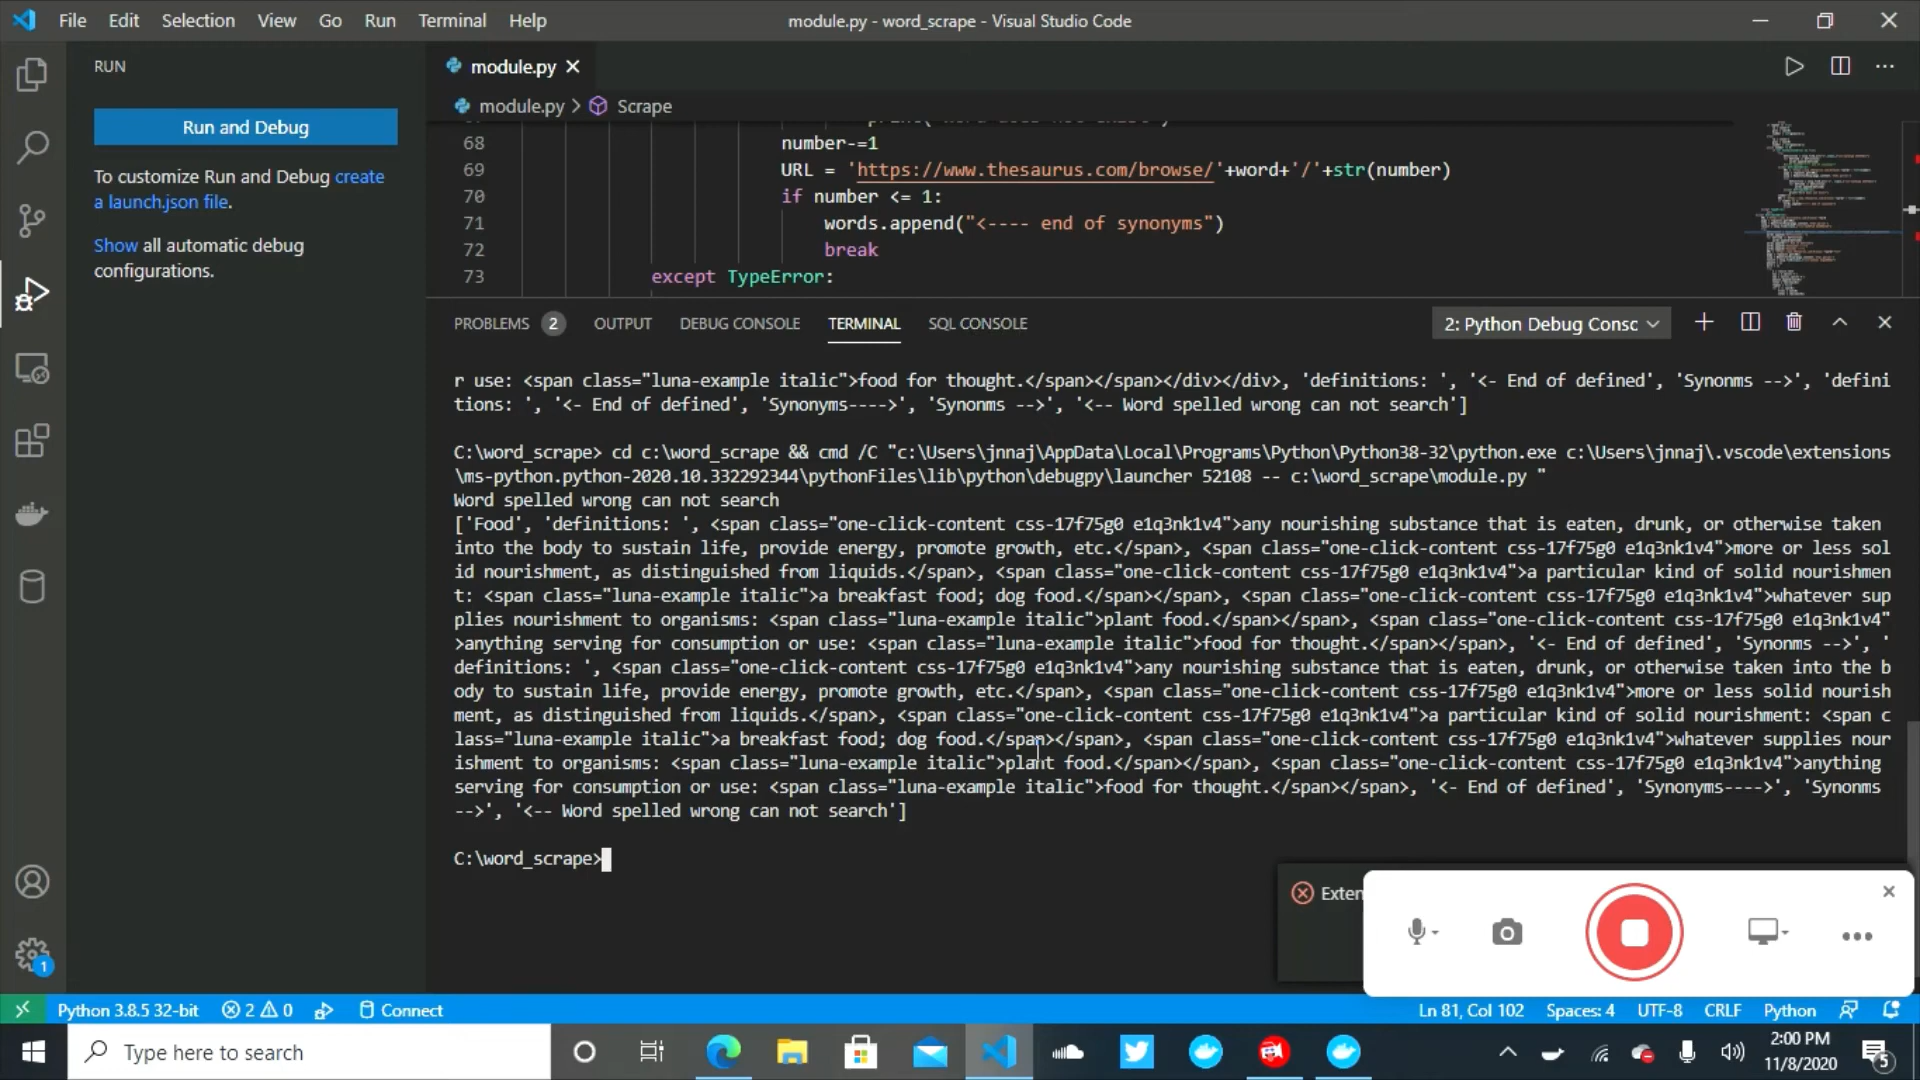 File Edit Selection View Go Run Terminal Help
module.py - word_scrape - Visual Studio Code
RUN
Run and Debug
To customize Run and Debug create
a launch.json file.
Show all automatic debug
configurations.
module.py
module.py > Scrape
68 number-=1
69 URL = 'https://www.thesaurus.com/browse/'+word+'/'+str(number)
70 if number <= 1:
71 words.append("<---- end of synonyms")
72 break
73 except TypeError:
PROBLEMS 2 OUTPUT DEBUG CONSOLE TERMINAL SQL CONSOLE
2: Python Debug Consc
r use: <span class="luna-example italic">food for thought.</span></span></div></div>, 'definitions: ', '<- End of defined', 'Synonms -->', 'defini
tions: ', '<- End of defined', 'Synonyms---->', 'Synonms -->', '<-- Word spelled wrong can not search']
C:\word_scrape> cd c:\word_scrape && cmd /C "c:\Users\jnnaj\AppData\Local\Programs\Python\Python38-32\python.exe c:\Users\jnnaj\.vscode\extensions
\ms-python.python-2020.10.332292344\pythonFiles\lib\python\debugpy\launcher 52108 -- c:\word_scrape\module.py "
Word spelled wrong can not search
['Food', 'definitions: ', <span class="one-click-content css-17f75g0 e1q3nk1v4">any nourishing substance that is eaten, drunk, or otherwise taken
into the body to sustain life, provide energy, promote growth, etc.</span>, <span class="one-click-content css-17f75g0 e1q3nk1v4">more or less sol
id nourishment, as distinguished from liquids.</span>, <span class="one-click-content css-17f75g0 e1q3nk1v4">a particular kind of solid nourishmen
t: <span class="luna-example italic">a breakfast food; dog food.</span></span>, <span class="one-click-content css-17f75g0 e1q3nk1v4">whatever sup
plies nourishment to organisms: <span class="luna-example italic">plant food.</span></span>, <span class="one-click-content css-17f75g0 e1q3nk1v4"
>anything serving for consumption or use: <span class="luna-example italic">food for thought.</span></span>, '<- End of defined', 'Synonms -->', '
definitions: ', <span class="one-click-content css-17f75g0 e1q3nk1v4">any nourishing substance that is eaten, drunk, or otherwise taken into the b
ody to sustain life, provide energy, promote growth, etc.</span>, <span class="one-click-content css-17f75g0 e1q3nk1v4">more or less solid nourish
ment, as distinguished from liquids.</span>, <span class="one-click-content css-17f75g0 e1q3nk1v4">a particular kind of solid nourishment: <span c
lass="luna-example italic">a breakfast food; dog food.</span></span>, <span class="one-click-content css-17f75g0 e1q3nk1v4">whatever supplies nour
ishment to organisms: <span class="luna-example italic">plant food.</span></span>, <span class="one-click-content css-17f75g0 e1q3nk1v4">anything
serving for consumption or use: <span class="luna-example italic">food for thought.</span></span>, '<- End of defined', 'Synonyms---->', 'Synonms
-->', '<-- Word spelled wrong can not search']
C:\word_scrape>
Exten
1
Python 3.8.5 32-bit 2 0 Connect
Ln 81, Col 102 Spaces: 4 UTF-8 CRLF Python
Type here to search
2:00 PM
11/8/2020
5